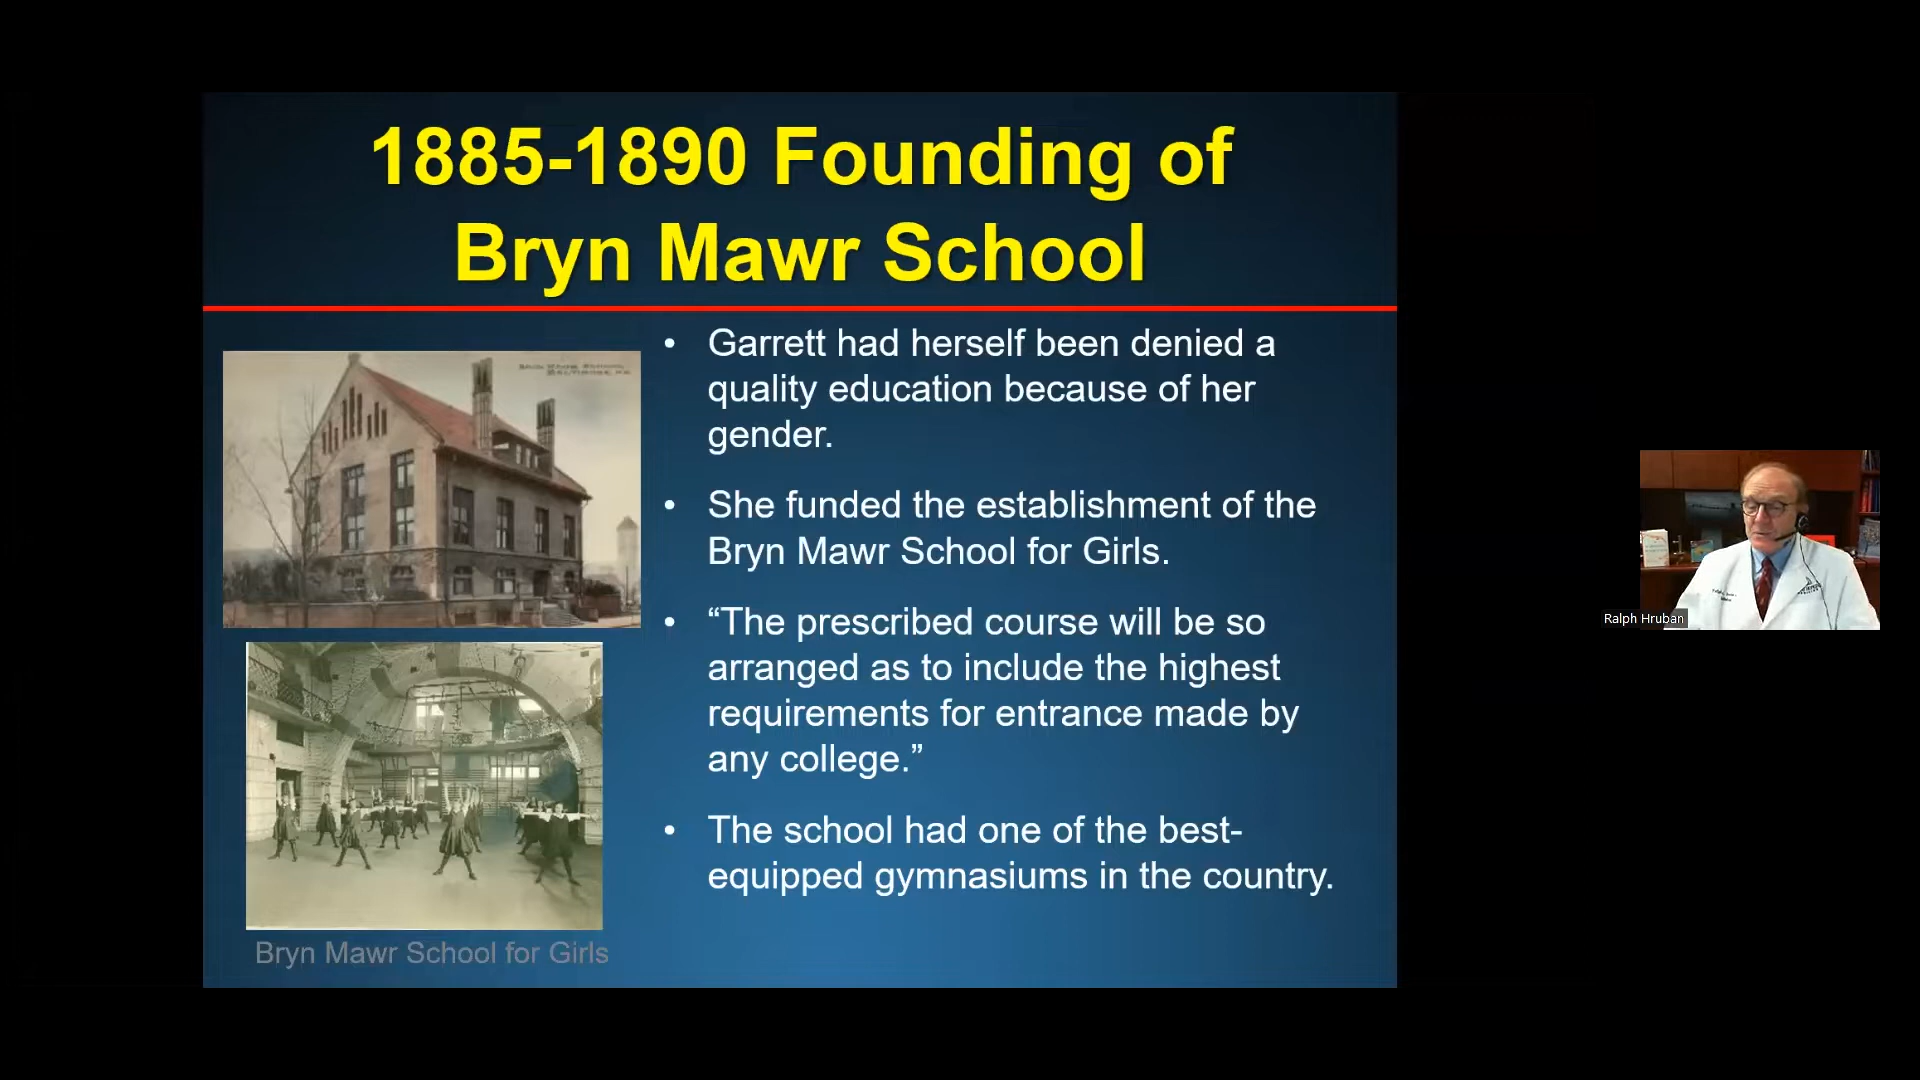 1885-1890 Founding of
Bryn Mawr School
• Garrett had herself been denied a
quality education because of her
gender.
• She funded the establishment of the
Bryn Mawr School for Girls.
• “The prescribed course will be so
arranged as to include the highest
requirements for entrance made by
any college.”
• The school had one of the best-
equipped gymnasiums in the country.
Bryn Mawr School for Girls
Ralph Hruban